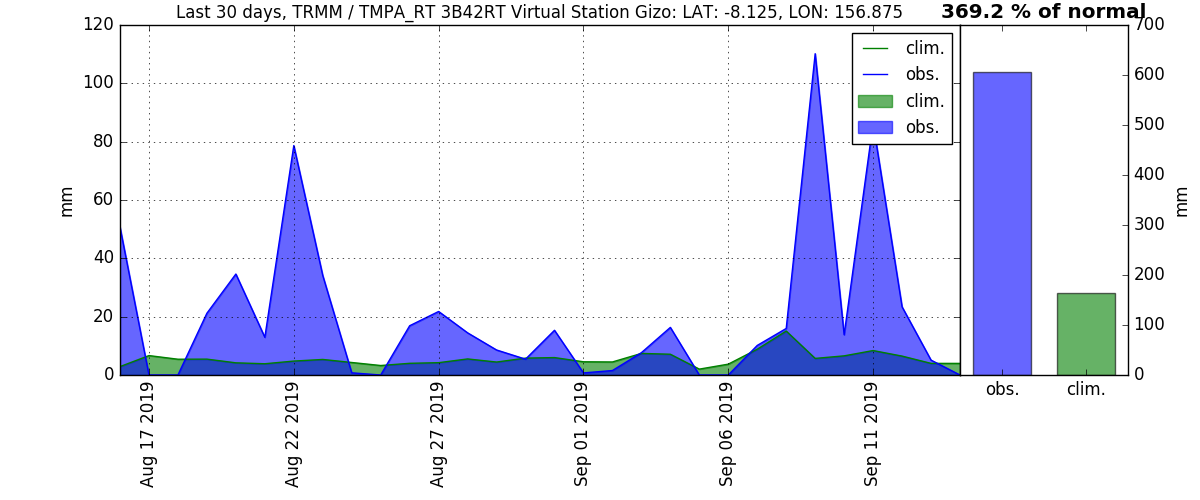 Last 30 days, TRMM / TMPA_RT 3B42RT Virtual Station Gizo: LAT: -8.125, LON: 156.875
369.2 % of normal
120
100
80
60
40
20
0
mm
Aug 17 2019
Aug 22 2019
Aug 27 2019
Sep 01 2019
Sep 06 2019
Sep 11 2019
clim.
obs.
clim.
obs.
700
600
500
400
300
200
100
0
mm
obs.
clim.